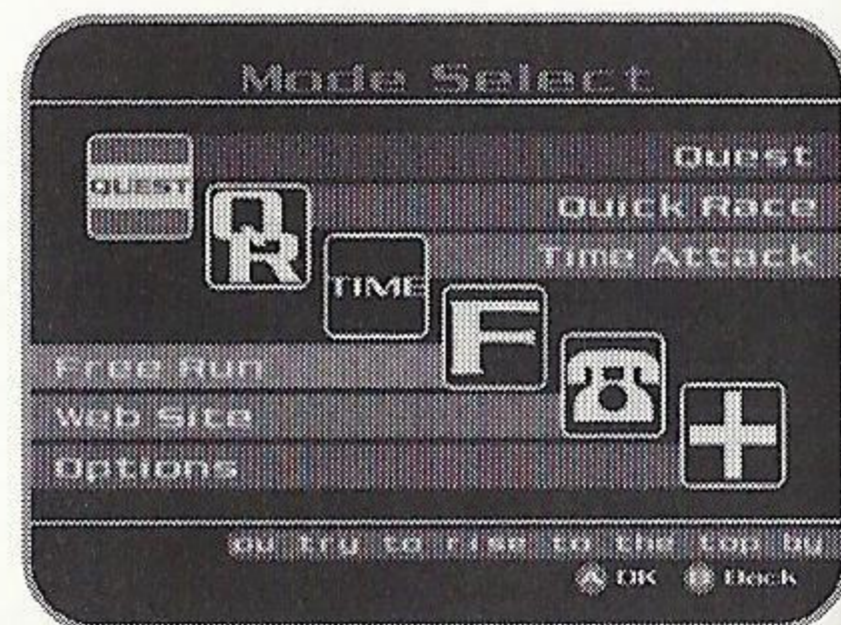 Mode Select
QUEST
Quest
QR
Quick Race
TIME
Time Attack
F
Free Run
Web Site
Options
ou try to rise to the top by
A OK B Back